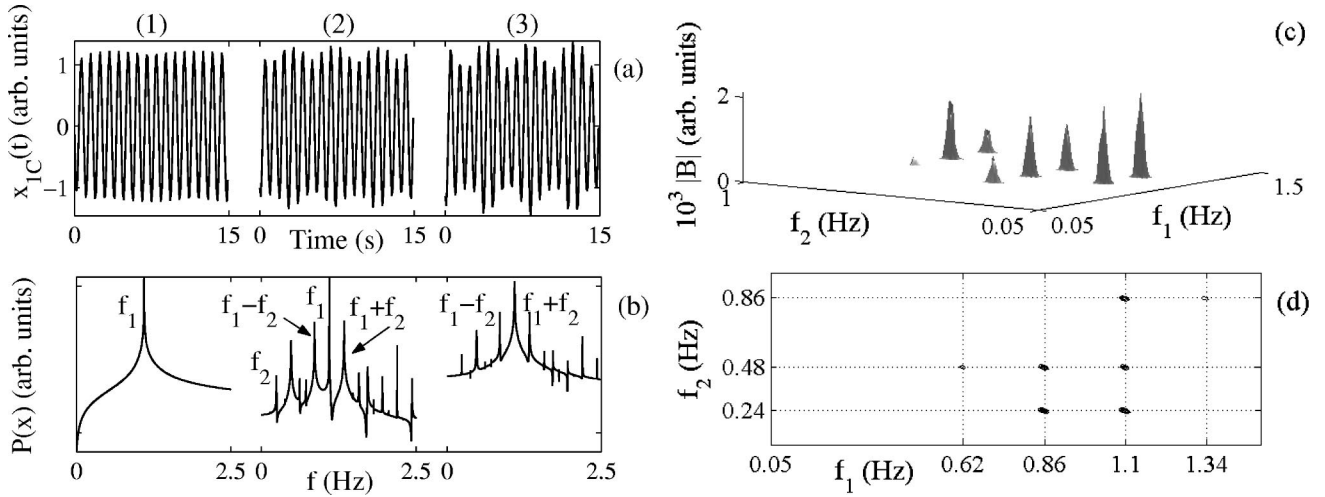 (1) (2) (3)
x1C(t) (arb. units)
1
0
−1
(a)
0 15 0 15 0 15
Time (s)
P(x) (arb. units)
f1
f2
f1−f2
f1
f1+f2
f1−f2
f1+f2
(b)
0 2.5 0 2.5 0 2.5
f (Hz)
(c)
10^3 |B| (arb. units)
2
0
1
f2 (Hz)
0.05
0.05
f1 (Hz)
1.5
(d)
f2 (Hz)
0.86
0.48
0.24
0.05 0.62 0.86 1.1 1.34
f1 (Hz)